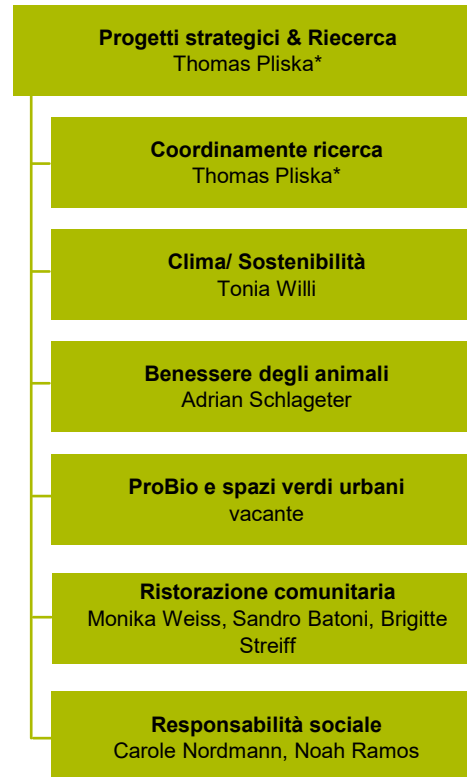 Progetti strategici & Riecerca
Thomas Pliska*
Coordinamente ricerca
Thomas Pliska*
Clima/ Sostenibilità
Tonia Willi
Benessere degli animali
Adrian Schlageter
ProBio e spazi verdi urbani
vacante
Ristorazione comunitaria
Monika Weiss, Sandro Batoni, Brigitte
Streiff
Responsabilità sociale
Carole Nordmann, Noah Ramos